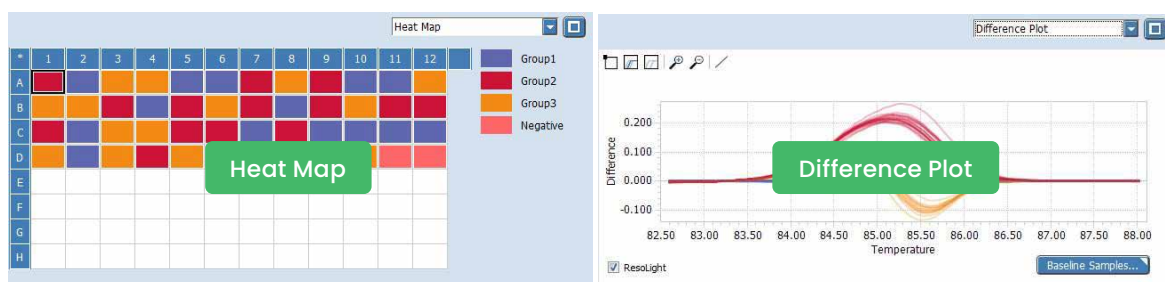 Heat Map
* 1 2 3 4 5 6 7 8 9 10 11 12
A
B
C
D
E
F
G
H
Group1
Group2
Group3
Negative
Heat Map
Difference Plot
0.200
0.100
0.000
-0.100
Difference
82.50 83.00 83.50 84.00 84.50 85.00 85.50 86.00 86.50 87.00 87.50 88.00
Temperature
Difference Plot
ResoLight
Baseline Samples...